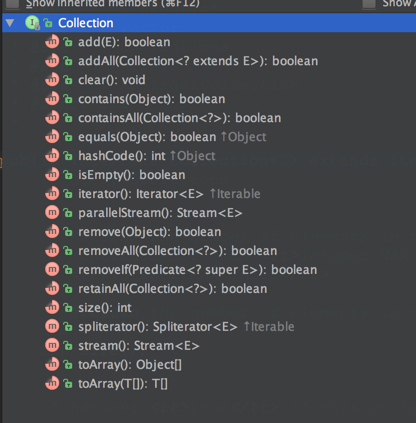 Show inherited members (⌘F12) Show A
Collection
add(E): boolean
addAll(Collection<? extends E>): boolean
clear(): void
contains(Object): boolean
containsAll(Collection<?>): boolean
equals(Object): boolean ↑Object
hashCode(): int ↑Object
isEmpty(): boolean
iterator(): Iterator<E> ↑Iterable
parallelStream(): Stream<E>
remove(Object): boolean
removeAll(Collection<?>): boolean
removeIf(Predicate<? super E>): boolean
retainAll(Collection<?>): boolean
size(): int
spliterator(): Spliterator<E> ↑Iterable
stream(): Stream<E>
toArray(): Object[]
toArray(T[]): T[]